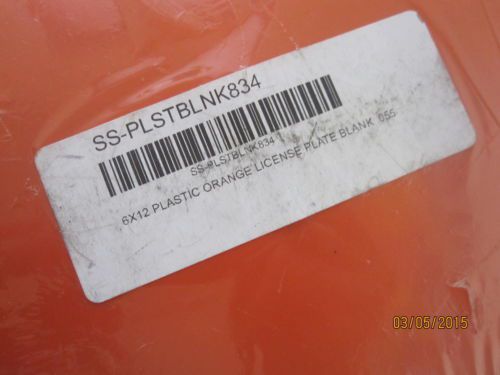 SS-PLSTBLNK834
SS-PLSTBLNK834
6X12 PLASTIC ORANGE LICENSE PLATE BLANK .055
03/05/2015